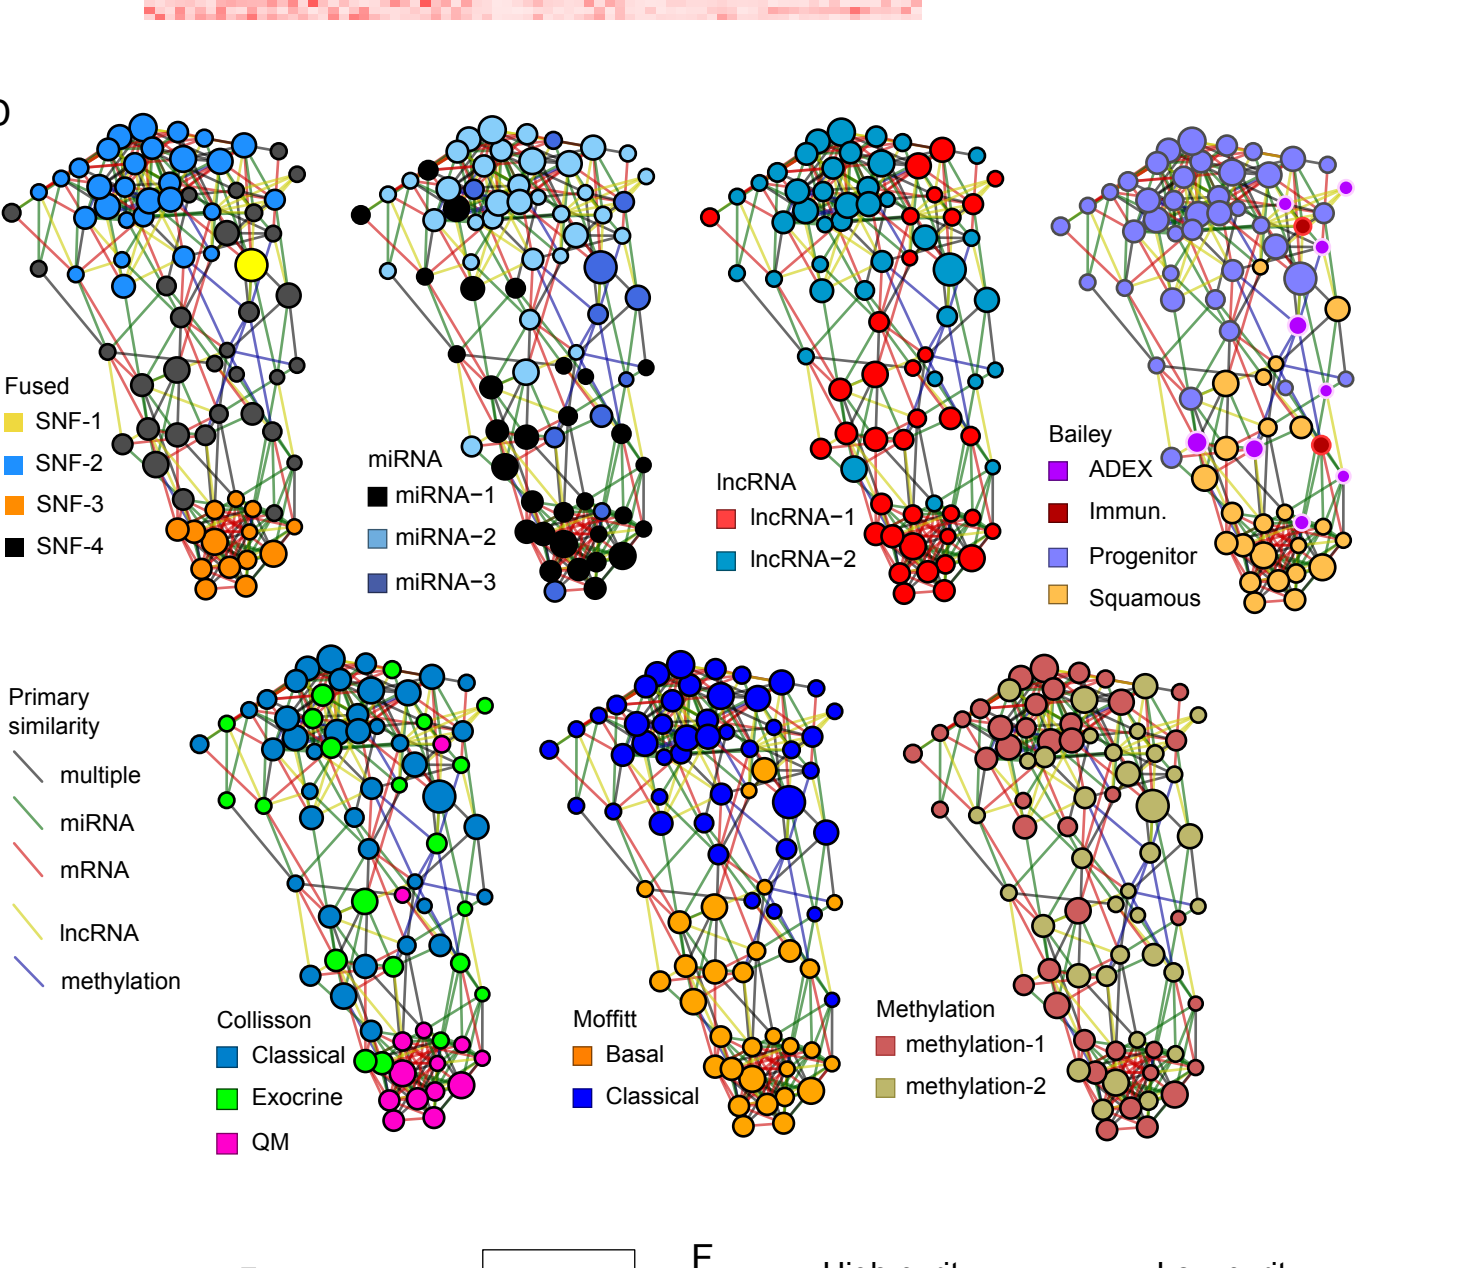 Fused
SNF-1
SNF-2
SNF-3
SNF-4
miRNA
miRNA−1
miRNA−2
miRNA−3
lncRNA
lncRNA−1
lncRNA−2
Bailey
ADEX
Immun.
Progenitor
Squamous
Primary
similarity
multiple
miRNA
mRNA
lncRNA
methylation
Collisson
Classical
Exocrine
QM
Moffitt
Basal
Classical
Methylation
methylation-1
methylation-2